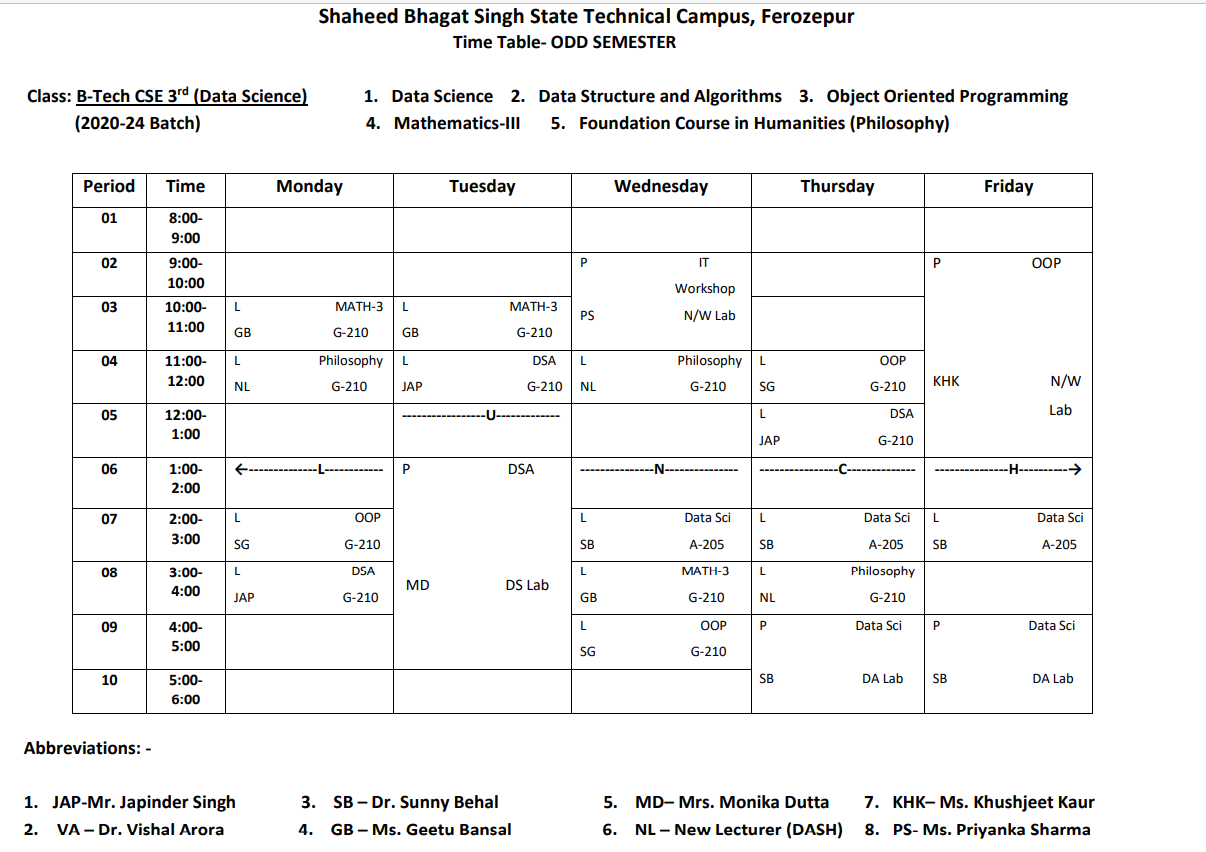 Shaheed Bhagat Singh State Technical Campus, Ferozepur
Time Table- ODD SEMESTER
Class: B-Tech CSE 3rd (Data Science) 1. Data Science 2. Data Structure and Algorithms 3. Object Oriented Programming
(2020-24 Batch) 4. Mathematics-III 5. Foundation Course in Humanities (Philosophy)
Period Time Monday Tuesday Wednesday Thursday Friday
01 8:00-
9:00
02 9:00- P IT P OOP
10:00 Workshop
03 10:00- L MATH-3 L MATH-3 PS N/W Lab
11:00 GB G-210 GB G-210
04 11:00- L Philosophy L DSA L Philosophy L OOP
12:00 NL G-210 JAP G-210 NL G-210 SG G-210 KHK N/W
Lab
05 12:00- -----------------U------------- L DSA
1:00 JAP G-210
06 1:00- ←--------------L------------ P DSA ---------------N--------------- ----------------C-------------- ---------------H----------→
2:00
07 2:00- L OOP L Data Sci L Data Sci L Data Sci
3:00 SG G-210 SB A-205 SB A-205 SB A-205
08 3:00- L DSA MD DS Lab L MATH-3 L Philosophy
4:00 JAP G-210 GB G-210 NL G-210
09 4:00- L OOP P Data Sci P Data Sci
5:00 SG G-210
10 5:00- SB DA Lab SB DA Lab
6:00
Abbreviations: -
1. JAP-Mr. Japinder Singh 3. SB – Dr. Sunny Behal 5. MD– Mrs. Monika Dutta 7. KHK– Ms. Khushjeet Kaur
2. VA – Dr. Vishal Arora 4. GB – Ms. Geetu Bansal 6. NL – New Lecturer (DASH) 8. PS- Ms. Priyanka Sharma